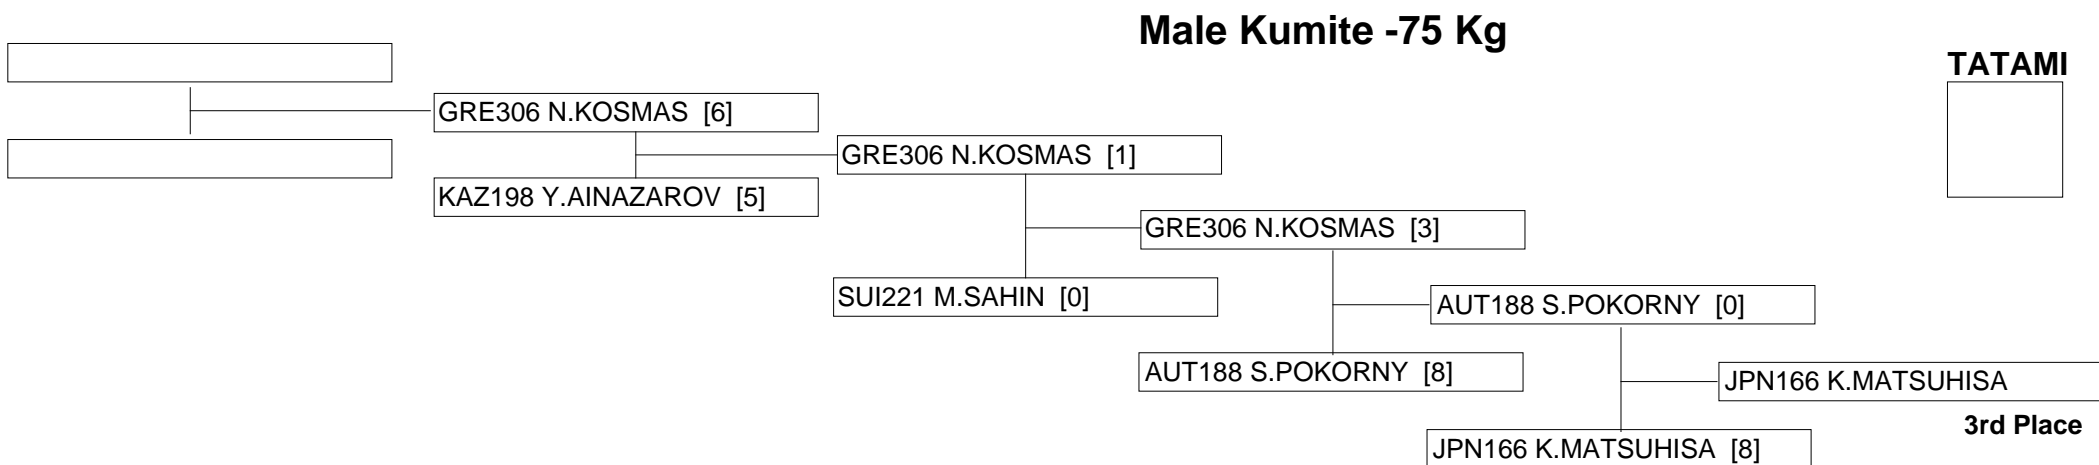 Male Kumite -75 Kg
TATAMI
GRE306 N.KOSMAS [6]
GRE306 N.KOSMAS [1]
KAZ198 Y.AINAZAROV [5]
GRE306 N.KOSMAS [3]
SUI221 M.SAHIN [0]
AUT188 S.POKORNY [0]
AUT188 S.POKORNY [8]
JPN166 K.MATSUHISA
3rd Place
JPN166 K.MATSUHISA [8]